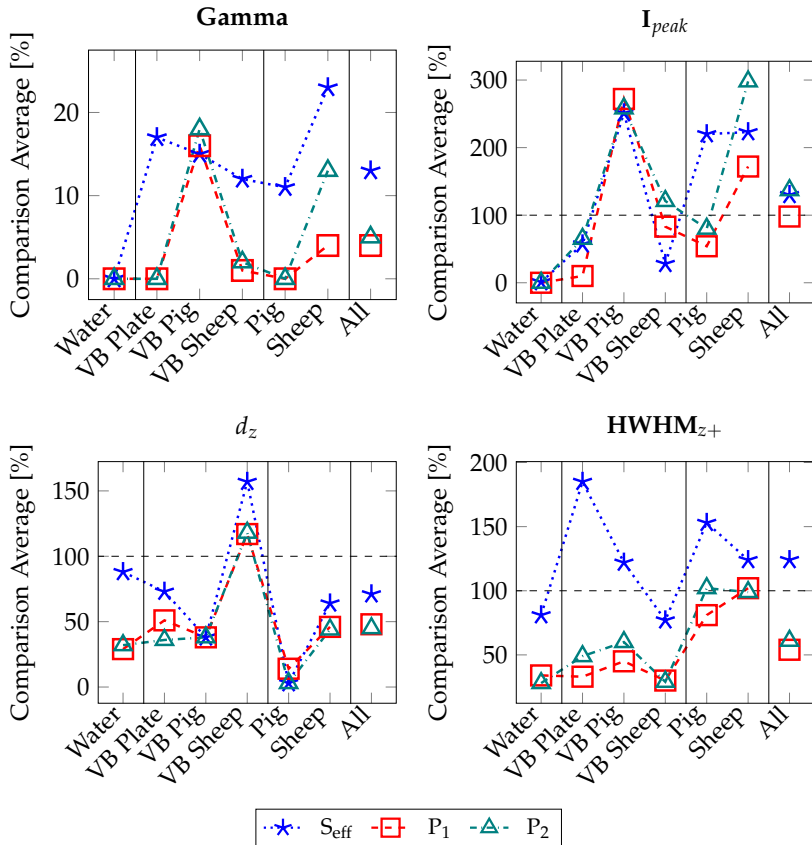 Gamma
Comparison Average [%]
20
10
0
Water
VB Plate
VB Pig
VB Sheep
Pig
Sheep
All
I_peak
Comparison Average [%]
300
200
100
0
Water
VB Plate
VB Pig
VB Sheep
Pig
Sheep
All
d_z
Comparison Average [%]
150
100
50
0
Water
VB Plate
VB Pig
VB Sheep
Pig
Sheep
All
HWHM_z+
Comparison Average [%]
200
150
100
50
Water
VB Plate
VB Pig
VB Sheep
Pig
Sheep
All
S_eff P_1 P_2